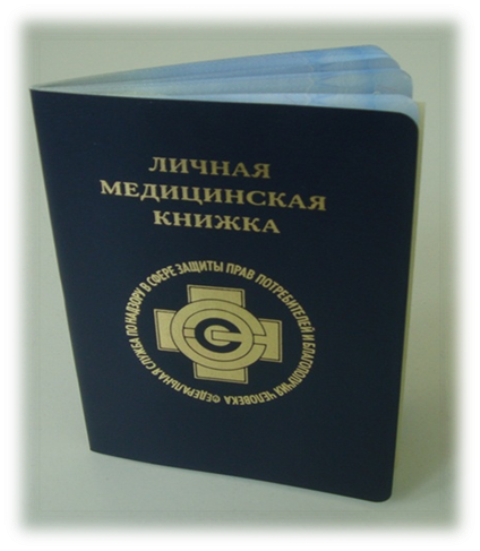 ЛИЧНАЯ
МЕДИЦИНСКАЯ
КНИЖКА
ФЕДЕРАЛЬНАЯ СЛУЖБА ПО НАДЗОРУ В СФЕРЕ ЗАЩИТЫ ПРАВ ПОТРЕБИТЕЛЕЙ И БЛАГОПОЛУЧИЯ ЧЕЛОВЕКА